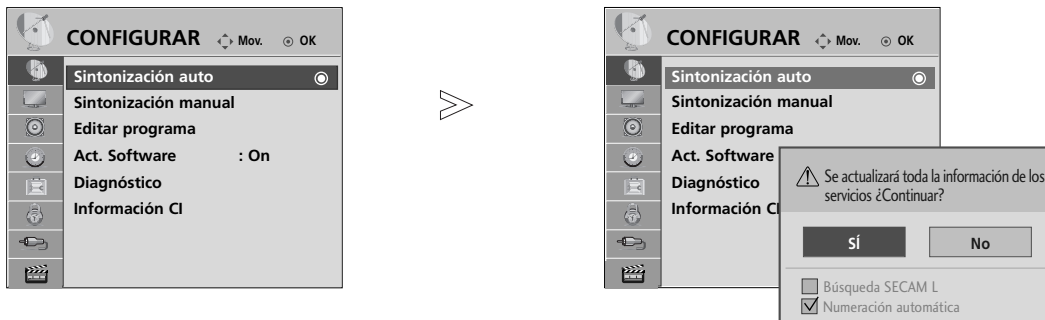 CONFIGURAR Mov. OK
Sintonización auto
Sintonización manual
Editar programa
Act. Software : On
Diagnóstico
Información CI
CONFIGURAR Mov. OK
Sintonización auto
Sintonización manual
Editar programa
Act. Software
Diagnóstico
Información CI
Se actualizará toda la información de los
servicios ¿Continuar?
SÍ No
Búsqueda SECAM L
Numeración automática